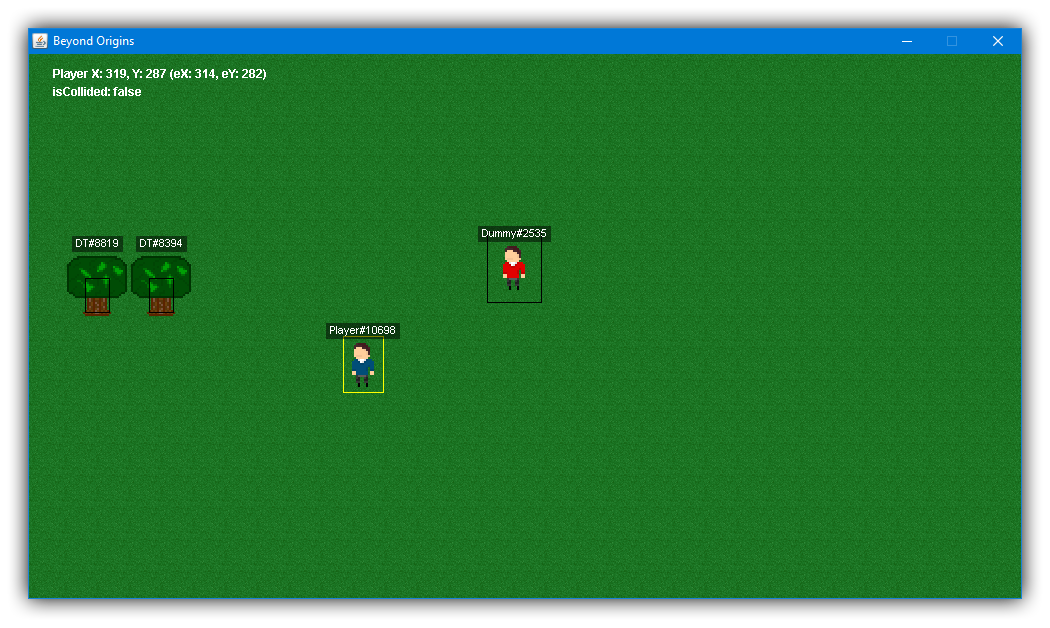 Beyond Origins
Player X: 319, Y: 287 (eX: 314, eY: 282)
isCollided: false
Dummy#2535
DT#8819 DT#8394
Player#10698